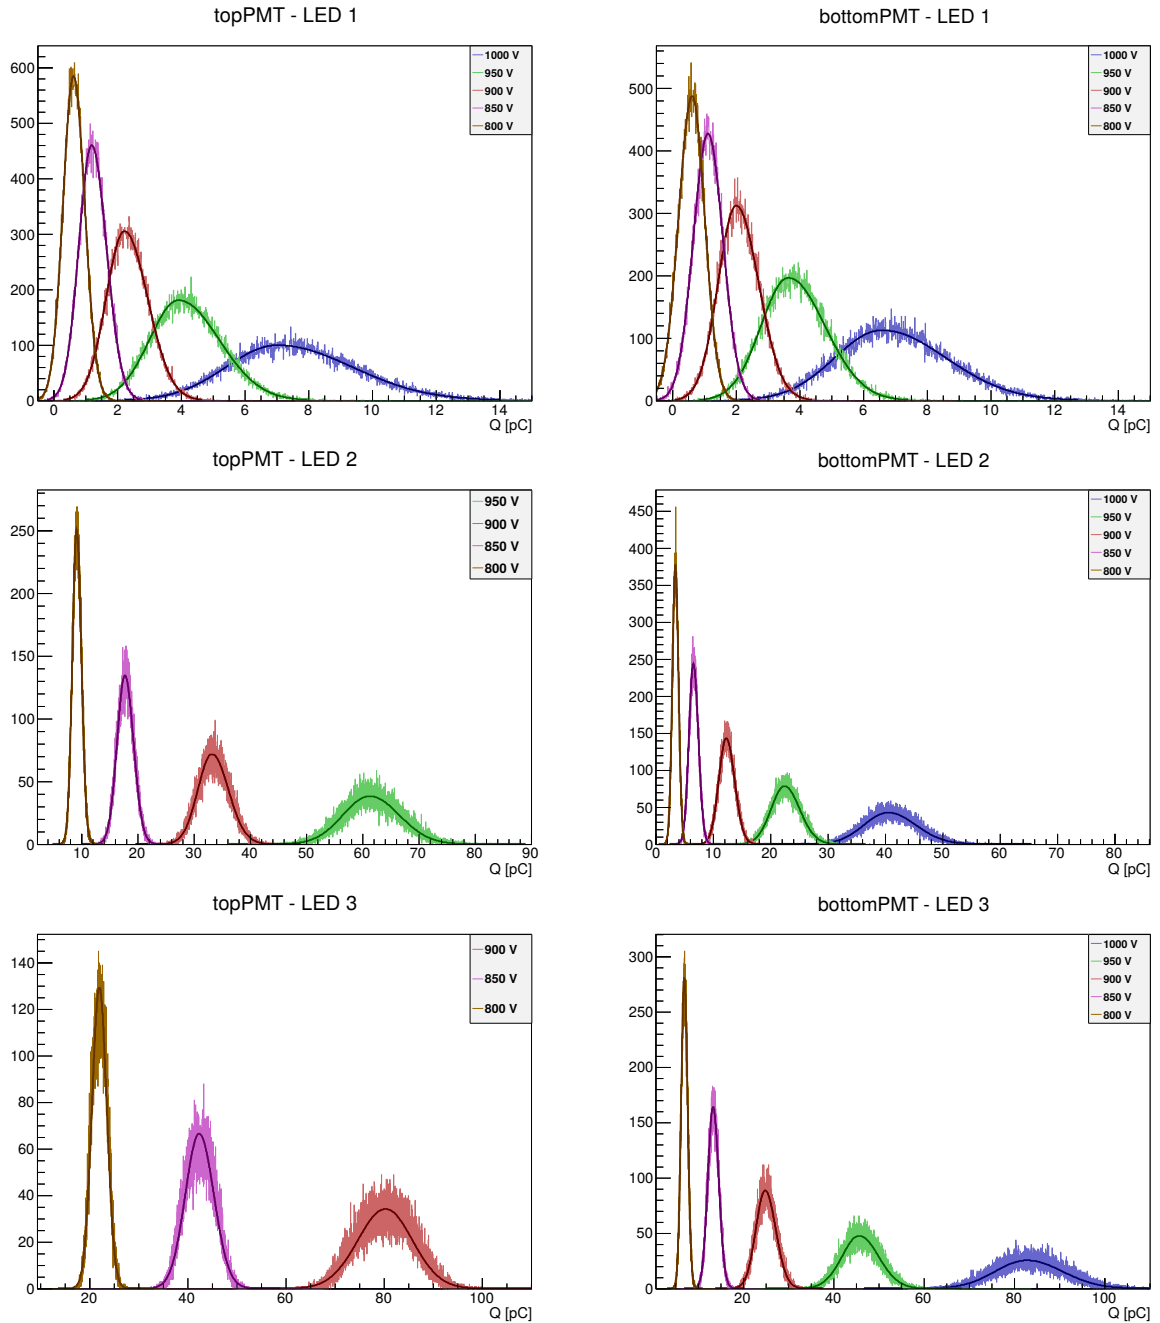 topPMT - LED 1
1000 V
950 V
900 V
850 V
800 V
600
500
400
300
200
100
0
0 2 4 6 8 10 12 14
Q [pC]
bottomPMT - LED 1
1000 V
950 V
900 V
850 V
800 V
500
400
300
200
100
0
0 2 4 6 8 10 12 14
Q [pC]
topPMT - LED 2
950 V
900 V
850 V
800 V
250
200
150
100
50
0
10 20 30 40 50 60 70 80 90
Q [pC]
bottomPMT - LED 2
1000 V
950 V
900 V
850 V
800 V
450
400
350
300
250
200
150
100
50
0
0 10 20 30 40 50 60 70 80
Q [pC]
topPMT - LED 3
900 V
850 V
800 V
140
120
100
80
60
40
20
0
20 40 60 80 100
Q [pC]
bottomPMT - LED 3
1000 V
950 V
900 V
850 V
800 V
300
250
200
150
100
50
0
20 40 60 80 100
Q [pC]